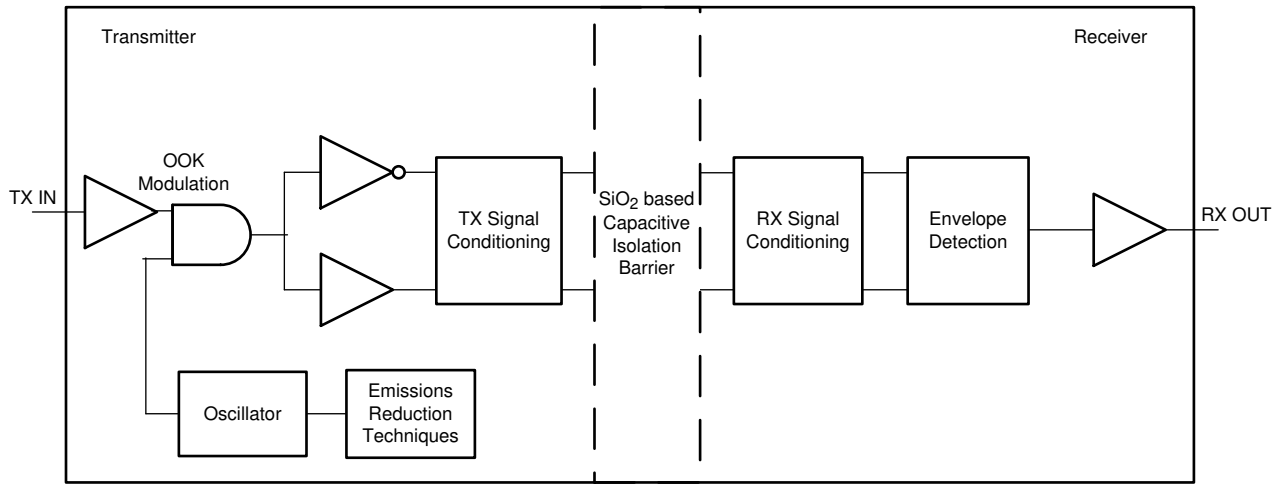 Transmitter
Receiver
OOK
Modulation
TX IN
TX Signal
Conditioning
SiO2 based
Capacitive
Isolation
Barrier
RX Signal
Conditioning
Envelope
Detection
RX OUT
Oscillator
Emissions
Reduction
Techniques